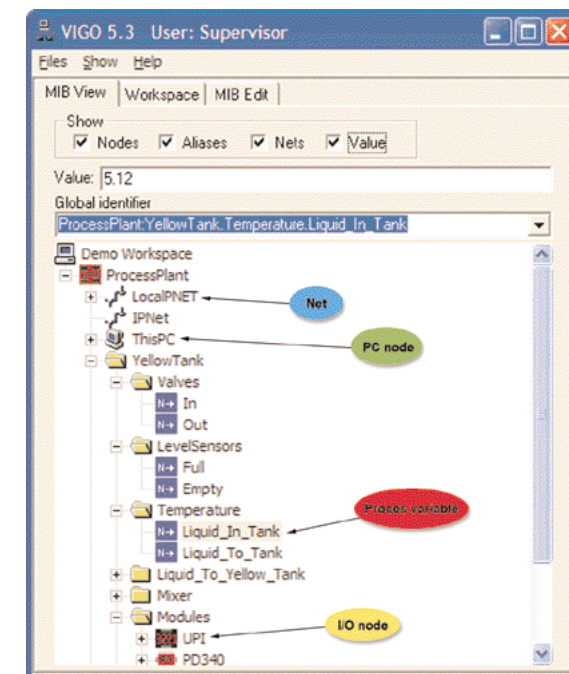 VIGO 5.3 User: Supervisor
Files Show Help
MIB View Workspace MIB Edit
Show
Nodes Aliases Nets Value
Value: 5.12
Global identifier
ProcessPlant:YellowTank.Temperature.Liquid_In_Tank
Demo Workspace
ProcessPlant
LocalPNET
Net
IPNet
ThisPC
PC node
YellowTank
Valves
N→ In
N→ Out
LevelSensors
N→ Full
N→ Empty
Temperature
Proces variable
N→ Liquid_In_Tank
N→ Liquid_To_Tank
Liquid_To_Yellow_Tank
Mixer
Modules
I/O node
UPI
PD340